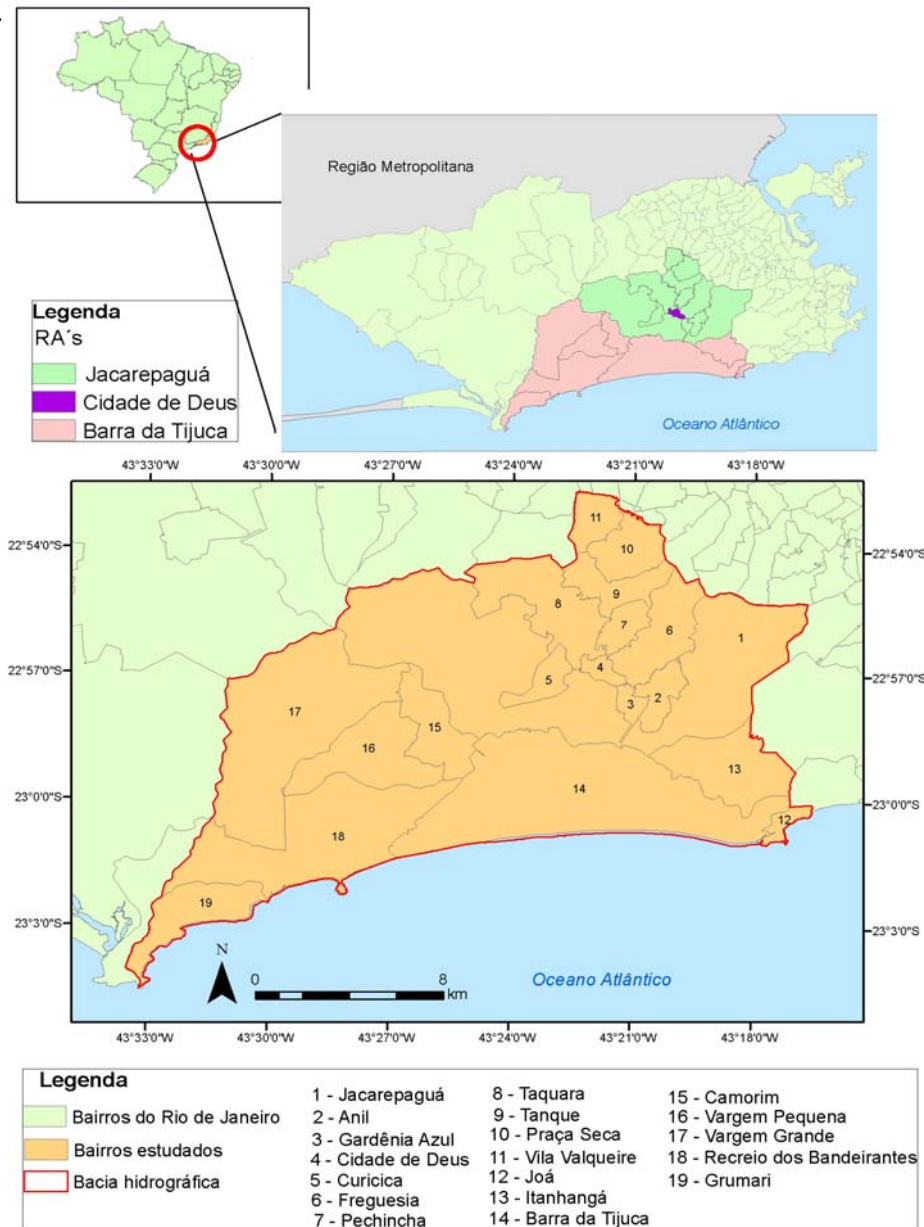 Região Metropolitana
Oceano Atlântico
Legenda
RA´s
Jacarepaguá
Cidade de Deus
Barra da Tijuca
43°33'0"W 43°30'0"W 43°27'0"W 43°24'0"W 43°21'0"W 43°18'0"W
22°54'0"S 22°54'0"S
22°57'0"S 22°57'0"S
23°0'0"S 23°0'0"S
23°3'0"S 23°3'0"S
11
10
9
8
7
6
1
4
5
3
2
17
15
16
13
14
12
18
19
N
0 8
km
Oceano Atlântico
43°33'0"W 43°30'0"W 43°27'0"W 43°24'0"W 43°21'0"W 43°18'0"W
Legenda
Bairros do Rio de Janeiro
Bairros estudados
Bacia hidrográfica
1 - Jacarepaguá
2 - Anil
3 - Gardênia Azul
4 - Cidade de Deus
5 - Curicica
6 - Freguesia
7 - Pechincha
8 - Taquara
9 - Tanque
10 - Praça Seca
11 - Vila Valqueire
12 - Joá
13 - Itanhangá
14 - Barra da Tijuca
15 - Camorim
16 - Vargem Pequena
17 - Vargem Grande
18 - Recreio dos Bandeirantes
19 - Grumari